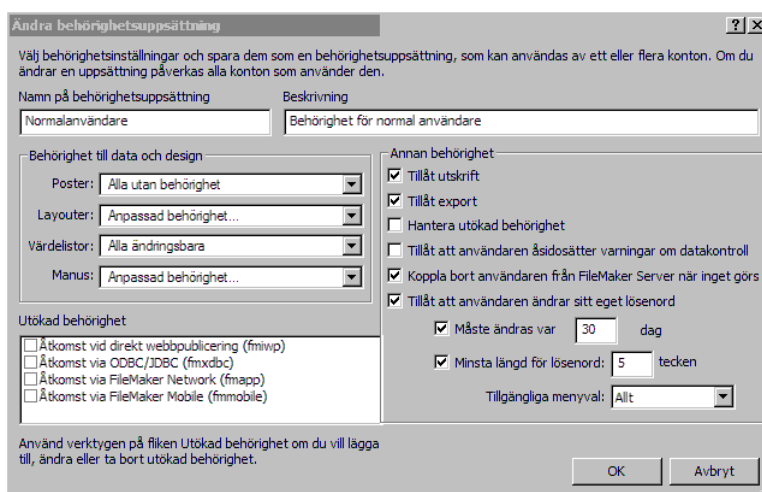 Ändra behörighetsuppsättning
Välj behörighetsinställningar och spara dem som en behörighetsuppsättning, som kan användas av ett eller flera konton. Om du
ändrar en uppsättning påverkas alla konton som använder den.
Namn på behörighetsuppsättning
Beskrivning
Normalanvändare
Behörighet för normal användare
Behörighet till data och design
Poster: Alla utan behörighet
Layouter: Anpassad behörighet...
Värdelistor: Alla ändringsbara
Manus: Anpassad behörighet...
Utökad behörighet
Åtkomst vid direkt webbpublicering (fmiwp)
Åtkomst via ODBC/JDBC (fmxdbc)
Åtkomst via FileMaker Network (fmapp)
Åtkomst via FileMaker Mobile (fmmobile)
Använd verktygen på fliken Utökad behörighet om du vill lägga
till, ändra eller ta bort utökad behörighet.
Annan behörighet
Tillåt utskrift
Tillåt export
Hantera utökad behörighet
Tillåt att användaren åsidosätter varningar om datakontroll
Koppla bort användaren från FileMaker Server när inget görs
Tillåt att användaren ändrar sitt eget lösenord
Måste ändras var 30 dag
Minsta längd för lösenord: 5 tecken
Tillgängliga menyval: Allt
OK
Avbryt